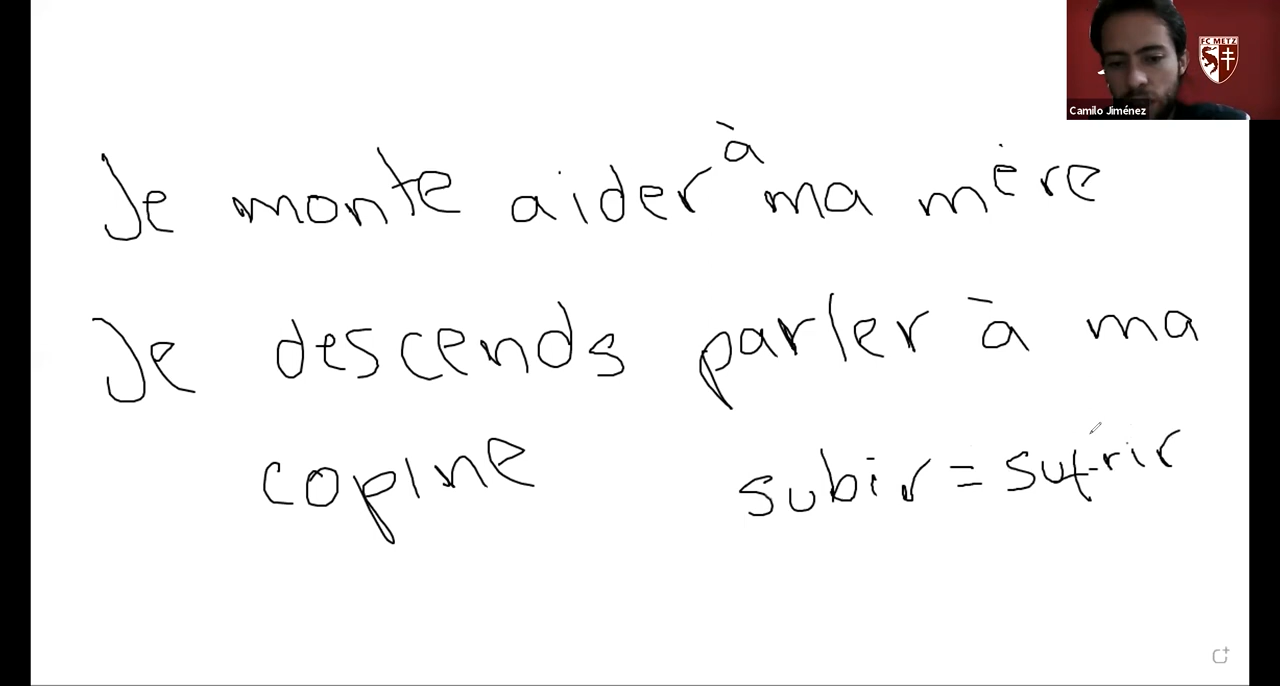 FC METZ
Camilo Jiménez
à
Je monte aider ma mère
Je descends parler à ma
copine subir = sufrir